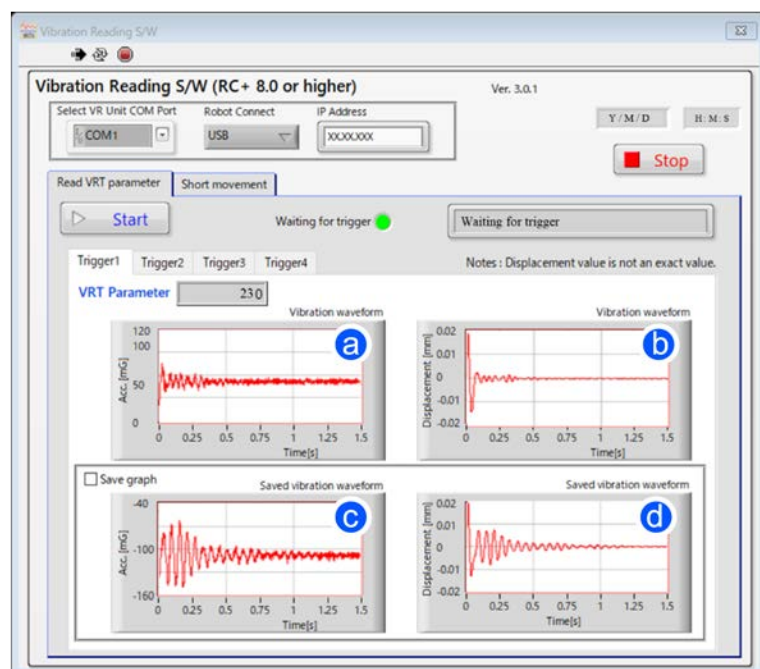 Vibration Reading S/W
Vibration Reading S/W (RC+ 8.0 or higher)
Ver. 3.0.1
Select VR Unit COM Port
Robot Connect
IP Address
Y / M / D
H: M: S
COM1
USB
XX.XX.XXX
Stop
Read VRT parameter
Short movement
Start
Waiting for trigger
Waiting for trigger
Trigger1
Trigger2
Trigger3
Trigger4
Notes : Displacement value is not an exact value.
VRT Parameter
230
Vibration waveform
Acc. [mG]
120
100
50
0
0 0.25 0.5 0.75 1 1.25 1.5
Time[s]
a
Vibration waveform
Displacement [mm]
0.02
0.01
0
-0.01
-0.02
0 0.25 0.5 0.75 1 1.25 1.5
Time[s]
b
Save graph
Saved vibration waveform
Acc. [mG]
-40
-100
-160
0 0.25 0.5 0.75 1 1.25 1.5
Time[s]
c
Saved vibration waveform
Displacement [mm]
0.02
0.01
0
-0.01
-0.02
0 0.25 0.5 0.75 1 1.25 1.5
Time[s]
d